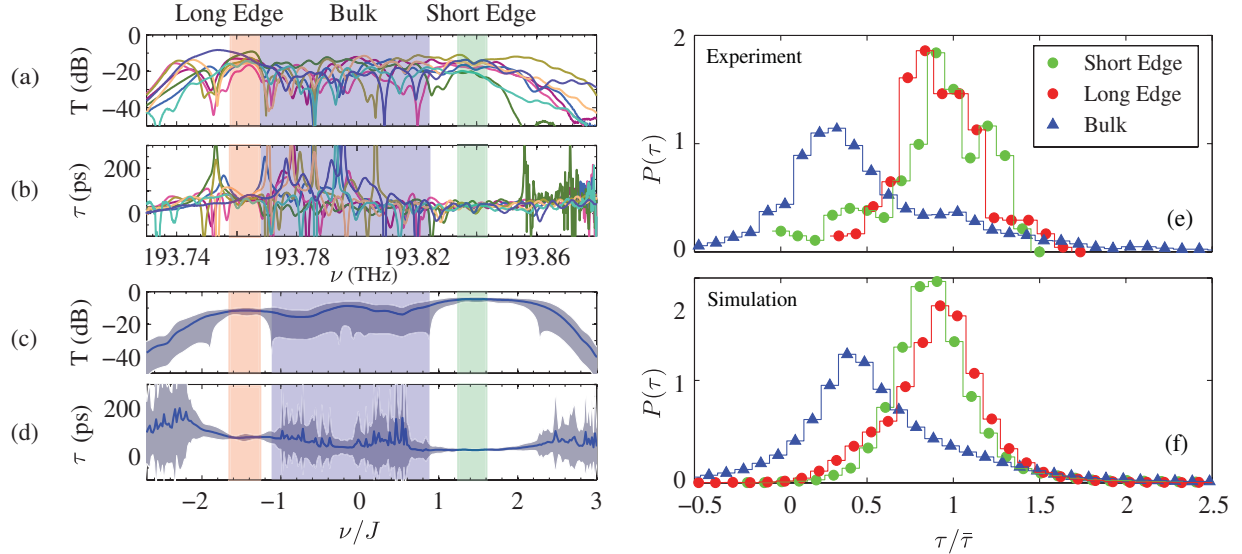 Long Edge Bulk Short Edge
(a)
T (dB)
0
−20
−40
(b)
τ (ps)
200
0
193.74 193.78 193.82 193.86
ν (THz)
(c)
T (dB)
0
−20
−40
(d)
τ (ps)
200
0
−2 −1 0 1 2 3
ν/J
Experiment
Short Edge
Long Edge
Bulk
P(τ)
2
1
0
(e)
Simulation
P(τ)
2
1
0
(f)
−0.5 0 0.5 1 1.5 2 2.5
τ/τ̄